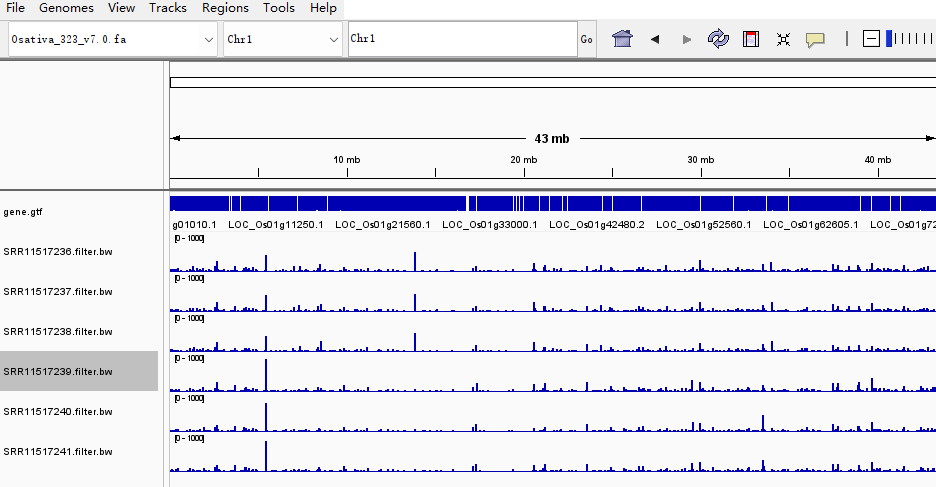 File Genomes View Tracks Regions Tools Help
Osativa_323_v7.0.fa Chr1 Chr1 Go
43 mb
10 mb 20 mb 30 mb 40 mb
gene.gtf
g01010.1 LOC_Os01g11250.1 LOC_Os01g21560.1 LOC_Os01g33000.1 LOC_Os01g42480.2 LOC_Os01g52560.1 LOC_Os01g62605.1 LOC_Os01g72
[0 - 1000]
SRR11517236.filter.bw
[0 - 1000]
SRR11517237.filter.bw
[0 - 1000]
SRR11517238.filter.bw
[0 - 1000]
SRR11517239.filter.bw
[0 - 1000]
SRR11517240.filter.bw
[0 - 1000]
SRR11517241.filter.bw